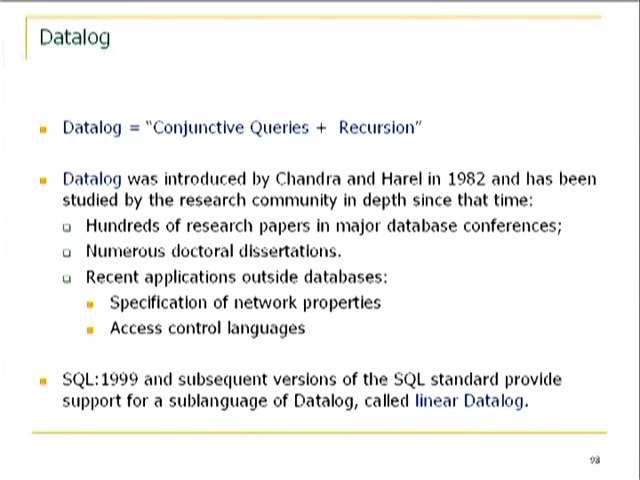 Datalog
Datalog = “Conjunctive Queries + Recursion”
Datalog was introduced by Chandra and Harel in 1982 and has been
studied by the research community in depth since that time:
Hundreds of research papers in major database conferences;
Numerous doctoral dissertations.
Recent applications outside databases:
Specification of network properties
Access control languages
SQL:1999 and subsequent versions of the SQL standard provide
support for a sublanguage of Datalog, called linear Datalog.
93